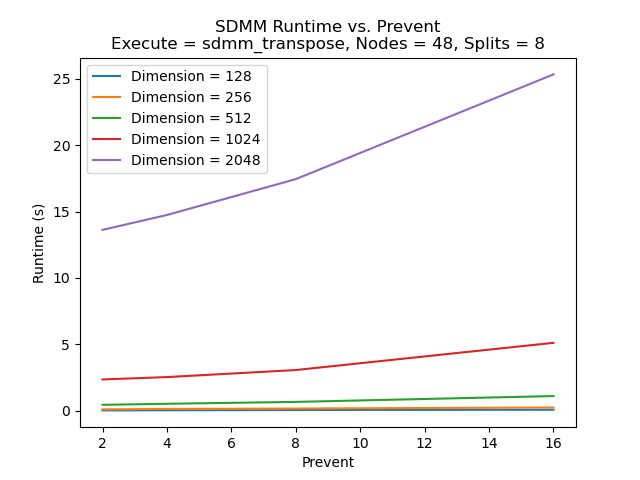 SDMM Runtime vs. Prevent
Execute = sdmm_transpose, Nodes = 48, Splits = 8
Dimension = 128
Dimension = 256
Dimension = 512
Dimension = 1024
Dimension = 2048
Runtime (s)
25
20
15
10
5
0
2 4 6 8 10 12 14 16
Prevent